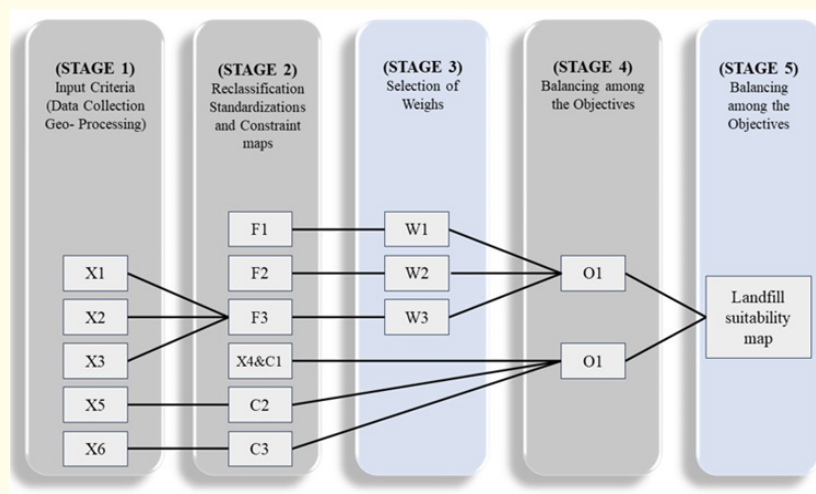 (STAGE 1)
Input Criteria
(Data Collection
Geo- Processing)
(STAGE 2)
Reclassification
Standardizations
and Constraint
maps
(STAGE 3)
Selection of
Weighs
(STAGE 4)
Balancing among
the Objectives
(STAGE 5)
Balancing
among the
Objectives
X1
X2
X3
X5
X6
F1
F2
F3
X4&C1
C2
C3
W1
W2
W3
O1
O1
Landfill
suitability
map